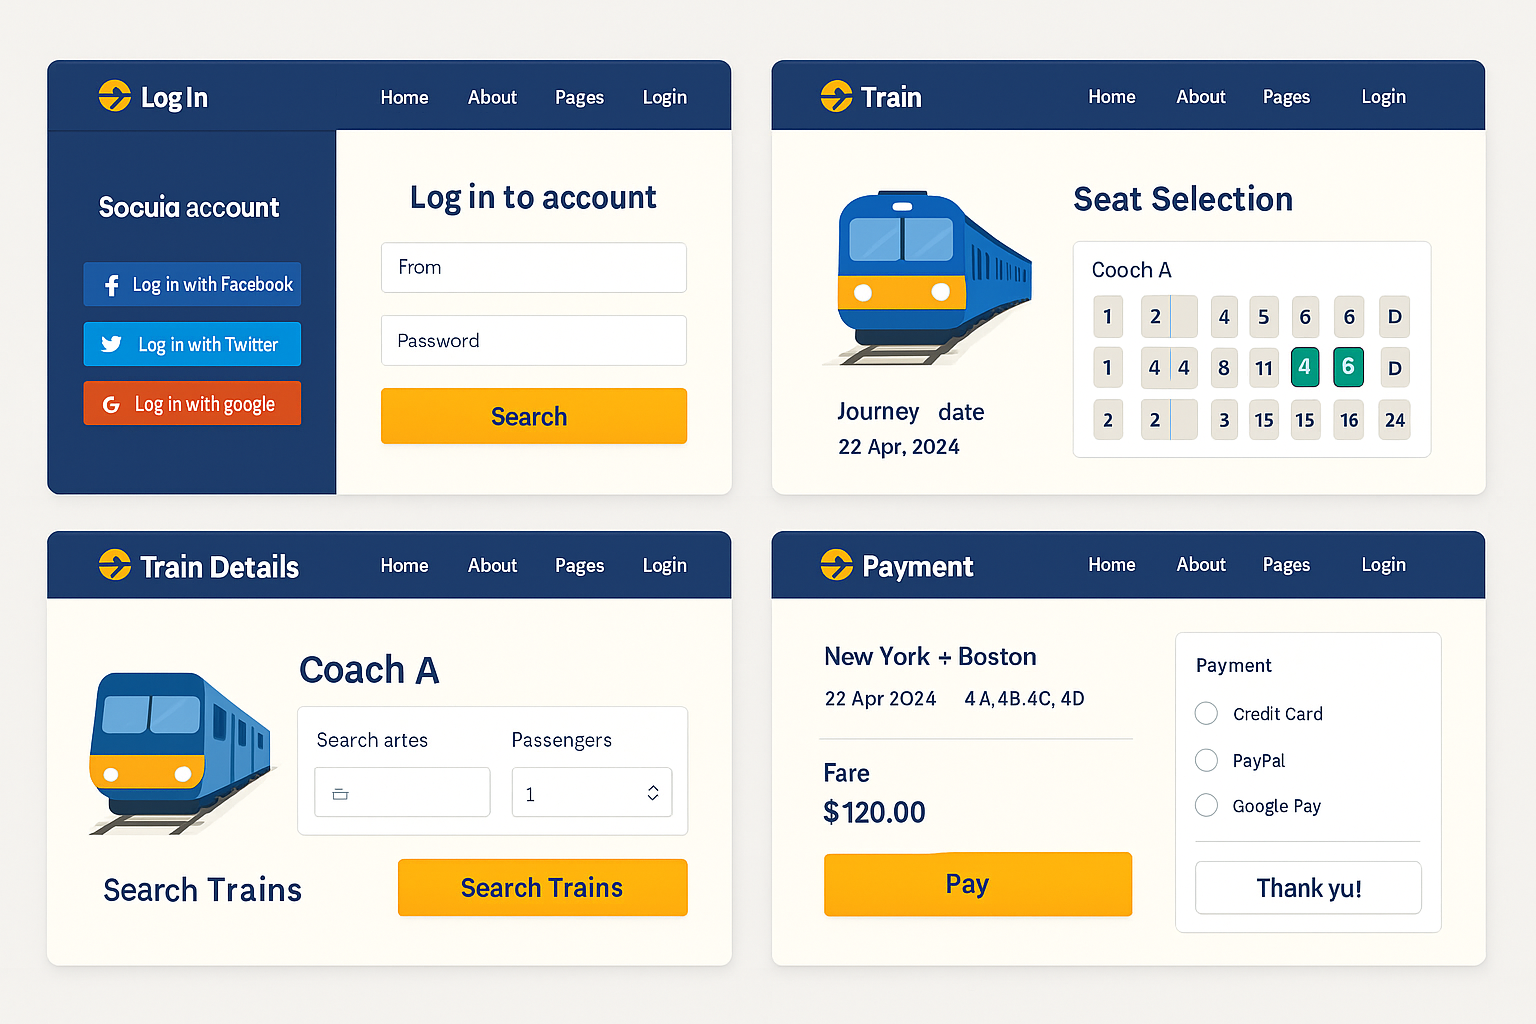 Log In
Home About Pages Login
Socuia account
Log in with Facebook
Log in with Twitter
Log in with google
Log in to account
From
Password
Search
Train
Home About Pages Login
Journey date
22 Apr, 2024
Seat Selection
Cooch A
1 2 4 5 6 6 D
1 4 4 8 11 4 6 D
2 2 3 15 15 16 24
Train Details
Home About Pages Login
Coach A
Search artes Passengers
1
Search Trains
Search Trains
Payment
Home About Pages Login
New York ÷ Boston
22 Apr 2024 4A,4B.4C, 4D
Fare
$120.00
Pay
Payment
Credit Card
PayPal
Google Pay
Thank yu!